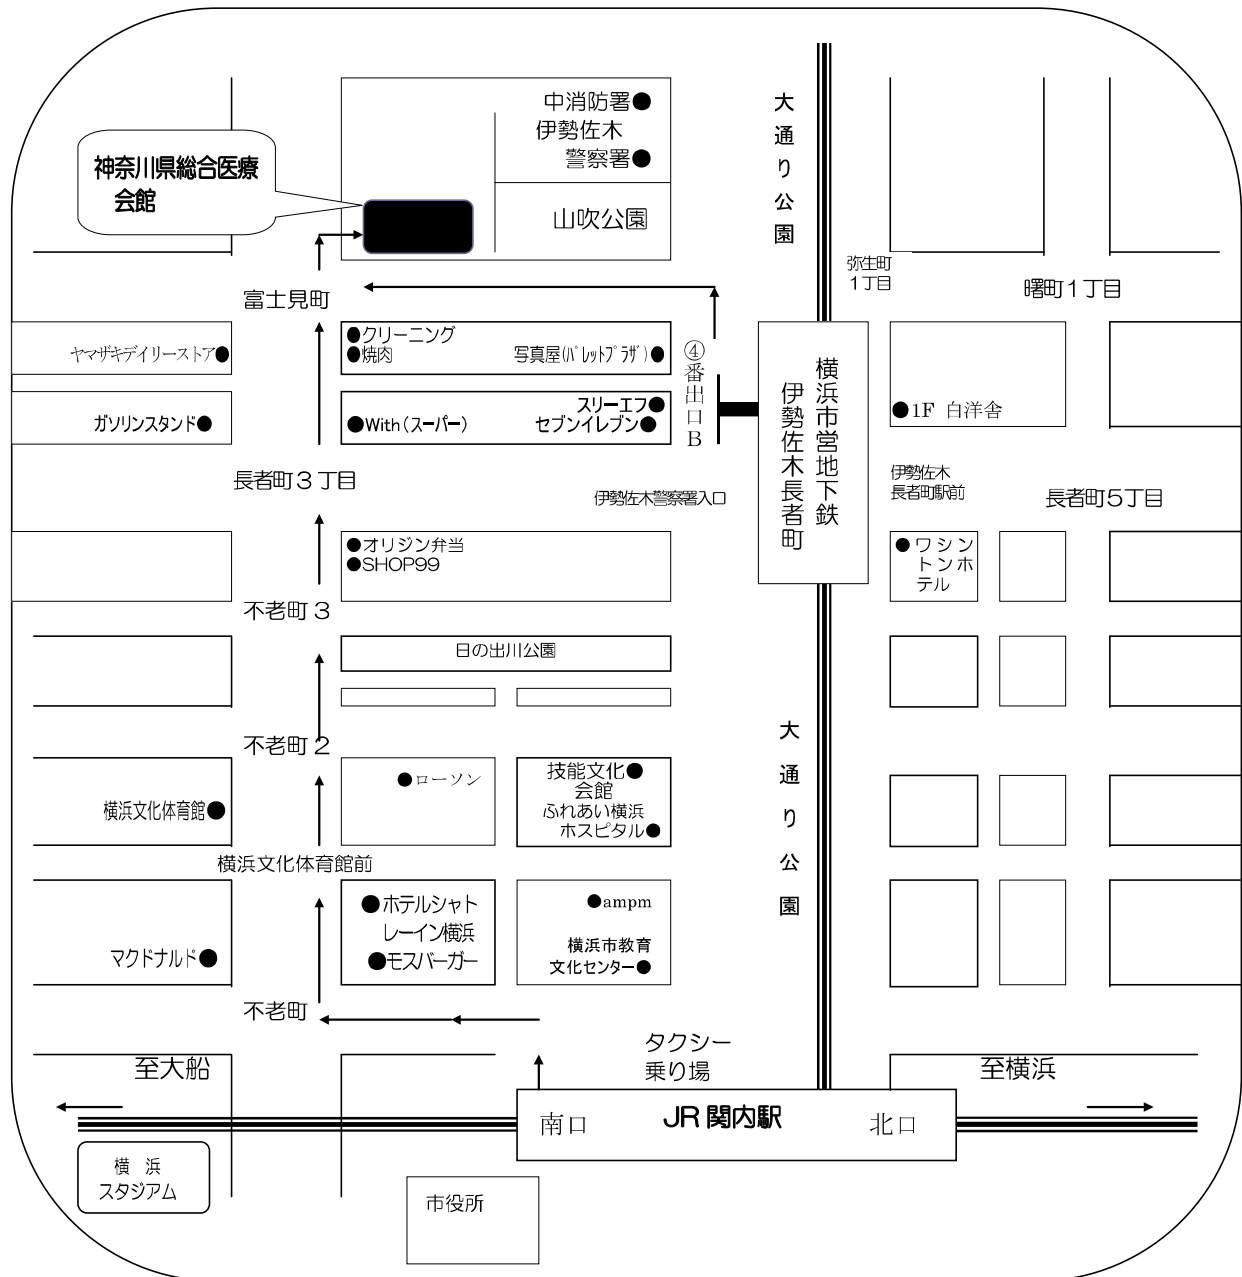 中消防署●
伊勢佐木
警察署●
山吹公園
神奈川県総合医療
会館
大通り公園
弥生町
1丁目
曙町1丁目
富士見町
ヤマザキデイリーストア●
●クリーニング
●焼肉
写真屋(パレットプラザ)●
④番出口B
横浜市営地下鉄
伊勢佐木長者町
●1F 白洋舎
ガソリンスタンド●
●With(スーパー)
スリーエフ●
セブンイレブン●
長者町3丁目
伊勢佐木警察署入口
伊勢佐木
長者町駅前
長者町5丁目
●オリジン弁当
●SHOP99
●ワシン
トンホ
テル
不老町3
日の出川公園
不老町2
大通り公園
横浜文化体育館●
●ローソン
技能文化●
会館
ふれあい横浜
ホスピタル●
横浜文化体育館前
マクドナルド●
●ホテルシャト
レーイン横浜
●モスバーガー
●ampm
横浜市教育
文化センター●
不老町
タクシー
乗り場
至大船
至横浜
南口
JR関内駅
北口
横 浜
スタジアム
市役所